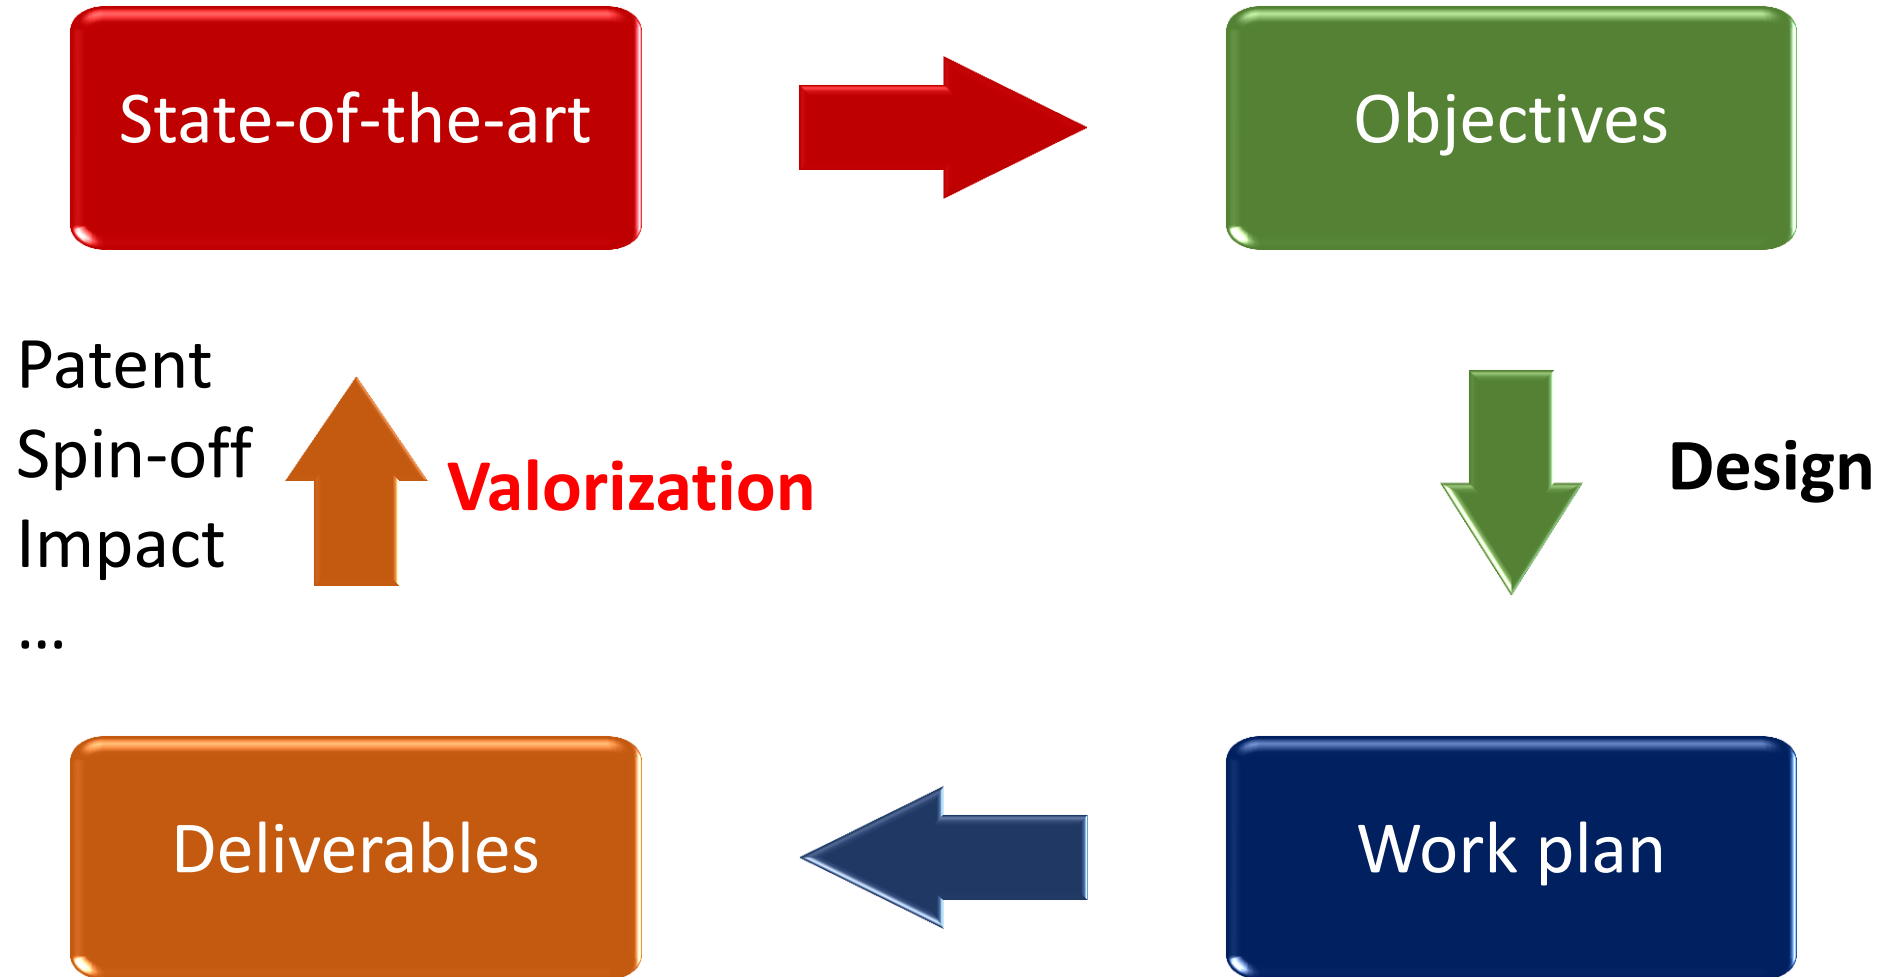 State-of-the-art
Objectives
Patent
Spin-off
Impact
...
Valorization
Design
Deliverables
Work plan